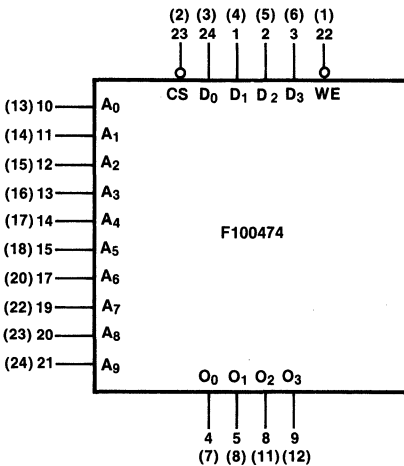 (2) (3) (4) (5) (6) (1)
23 24 1 2 3 22
CS D0 D1 D2 D3 WE
(13) 10 A0
(14) 11 A1
(15) 12 A2
(16) 13 A3
(17) 14 A4
F100474
(18) 15 A5
(20) 17 A6
(22) 19 A7
(23) 20 A8
(24) 21 A9
O0 O1 O2 O3
4 5 8 9
(7) (8) (11) (12)